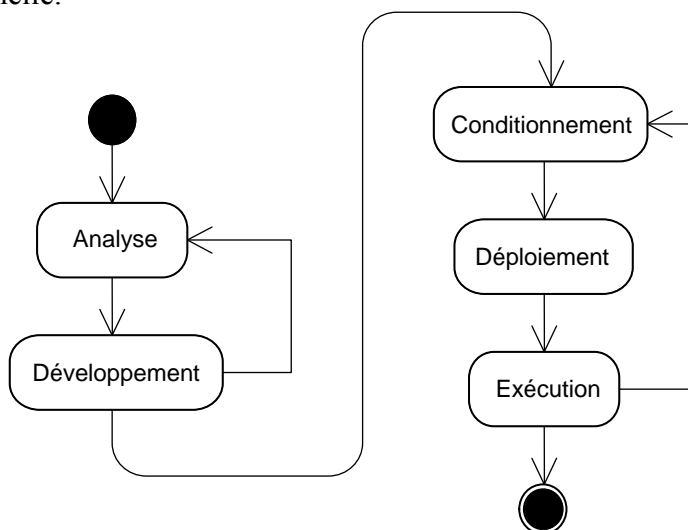 Analyse
Développement
Conditionnement
Déploiement
Exécution